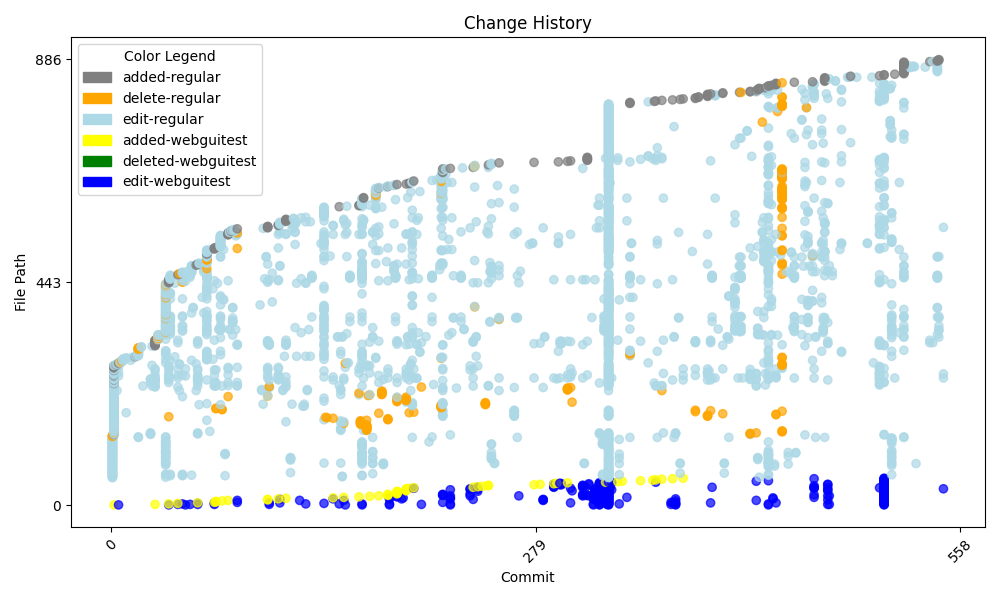 Change History
Color Legend
added-regular
delete-regular
edit-regular
added-webguitest
deleted-webguitest
edit-webguitest
886
443
0
File Path
0
279
558
Commit